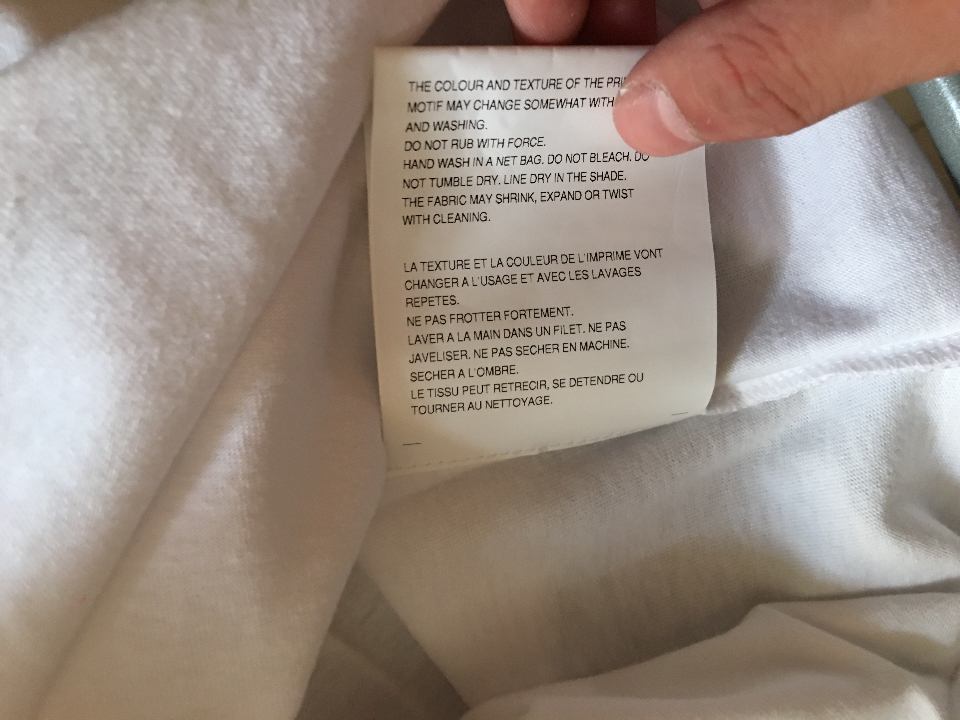 THE COLOUR AND TEXTURE OF THE
MOTIF MAY CHANGE SOMEWHAT WITH
AND WASHING.
DO NOT RUB WITH FORCE.
HAND WASH IN A NET BAG. DO NOT BLEACH. DO
NOT TUMBLE DRY. LINE DRY IN THE SHADE.
THE FABRIC MAY SHRINK, EXPAND OR TWIST
WITH CLEANING.
LA TEXTURE ET LA COULEUR DE L'IMPRIME VONT
CHANGER A L'USAGE ET AVEC LES LAVAGES
REPETES.
NE PAS FROTTER FORTEMENT.
LAVER A LA MAIN DANS UN FILET. NE PAS
JAVELISER. NE PAS SECHER EN MACHINE.
SECHER A L'OMBRE.
LE TISSU PEUT RETRECIR, SE DETENDRE OU
TOURNER AU NETTOYAGE.